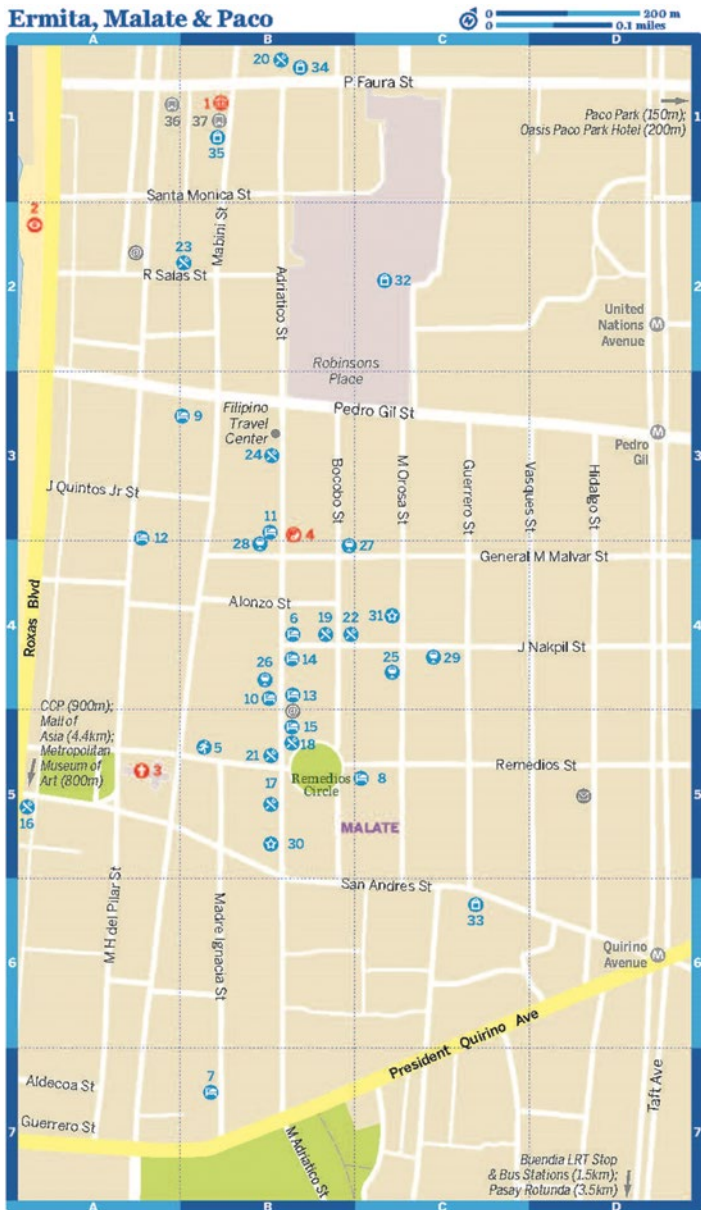 Ermita, Malate & Paco
0 200 m
0 0.1 miles
A B C D
20 34
P Faura St
1 1
1
36 37
35
Paco Park (150m);
Oasis Paco Park Hotel (200m)
Santa Monica St
2
Mabini St
23
R Salas St
Adriatico St
32
2 2
United
Nations
Avenue
M
Robinsons
Place
Pedro Gil St
9
Filipino
Travel
Center
24
M
Pedro
Gil
3 3
J Quintos Jr St
Bocobo St
M Orosa St
Guerrero St
Vasques St
Hidalgo St
11
12
4
28
27
General M Malvar St
Roxas Blvd
Alonzo St
6 19 22
31
4 4
J Nakpil St
26
14
25
29
10
13
CCP (900m);
Mall of
Asia (4.4km);
Metropolitan
Museum of
Art (800m)
15
5
18
21
3
Remedios St
Remedios
Circle
8
17
5 5
16
MALATE
30
San Andres St
M H del Pilar St
Madre Ignacia St
33
6 6
Quirino
Avenue
M
President Quirino Ave
7
Aldecoa St
Guerrero St
Taft Ave
7 7
M Adriatico St
Buendia LRT Stop
& Bus Stations (1.5km);
Pasay Rotunda (3.5km)
A B C D